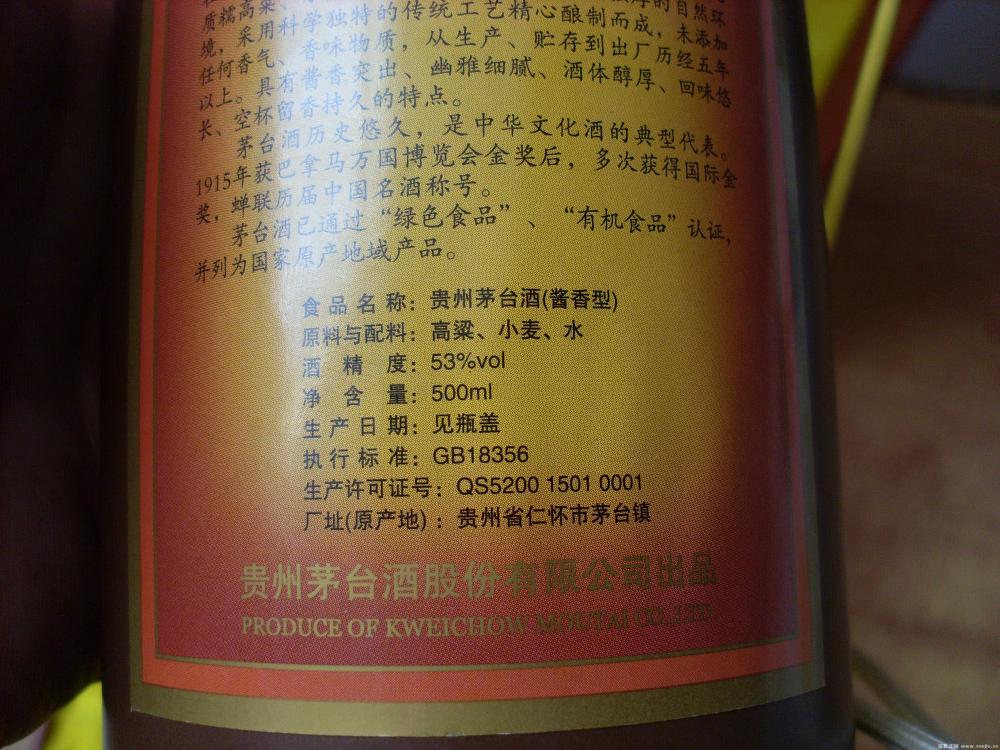 质糯高粱、
的自然环
境，采用科学独特的传统工艺精心酿制而成，未添加
任何香气、香味物质，从生产、贮存到出厂历经五年
以上。具有酱香突出、幽雅细腻、酒体醇厚、回味悠
长、空杯留香持久的特点。
茅台酒历史悠久，是中华文化酒的典型代表。
1915年获巴拿马万国博览会金奖后，多次获得国际金
奖，蝉联历届中国名酒称号。
茅台酒已通过“绿色食品”、“有机食品”认证，
并列为国家原产地域产品。
食品名称：贵州茅台酒(酱香型)
原料与配料：高粱、小麦、水
酒精度：53%vol
净含量：500ml
生产日期：见瓶盖
执行标准：GB18356
生产许可证号：QS5200 1501 0001
厂址(原产地)：贵州省仁怀市茅台镇
贵州茅台酒股份有限公司出品
PRODUCE OF KWEICHOW MOUTAI CO.,LTD.